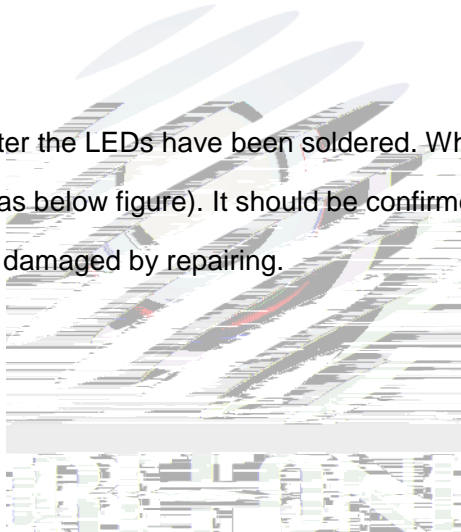 ter the LEDs have been soldered. Wh
as below figure). It should be confirme
damaged by repairing.